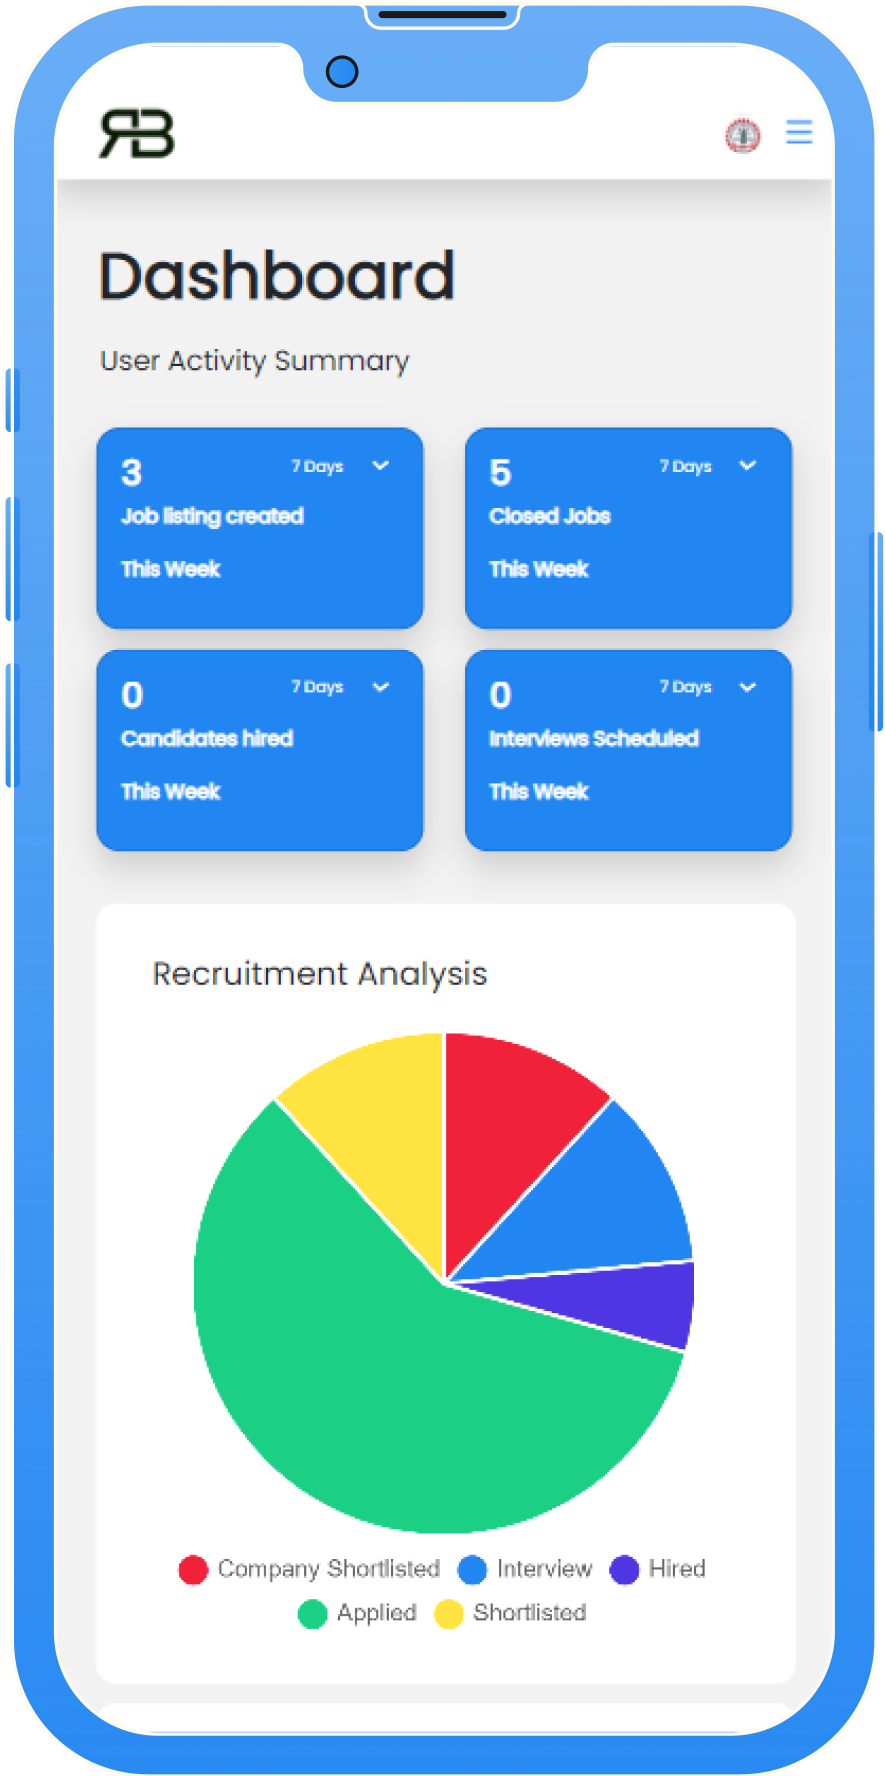 RB
Dashboard
User Activity Summary
3 7 Days
Job listing created
This Week
5 7 Days
Closed Jobs
This Week
0 7 Days
Candidates hired
This Week
0 7 Days
Interviews Scheduled
This Week
Recruitment Analysis
Company Shortlisted Interview Hired
Applied Shortlisted